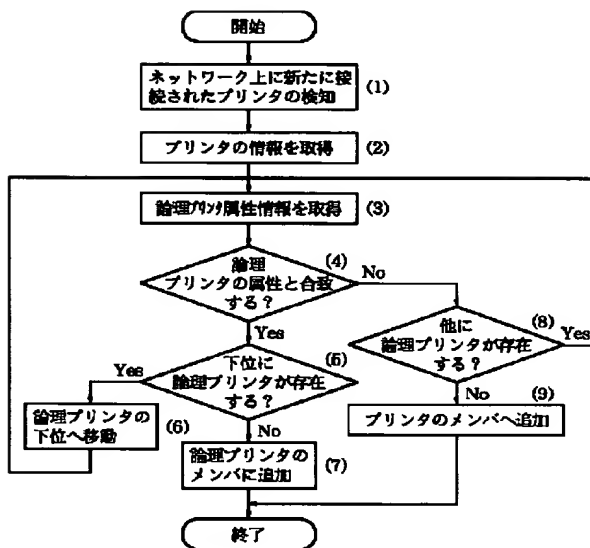 開始
ネットワーク上に新たに接
続されたプリンタの検知
(1)
プリンタの情報を取得
(2)
論理プリンタ属性情報を取得
(3)
論理
プリンタの属性と合致
する?
(4)
No
Yes
他に
論理プリンタが存在
する?
(8)
Yes
下位に
論理プリンタが存在
する?
(5)
Yes
No
No
論理プリンタの
下位へ移動
(6)
プリンタのメンバへ追加
(9)
論理プリンタの
メンバに追加
(7)
終了